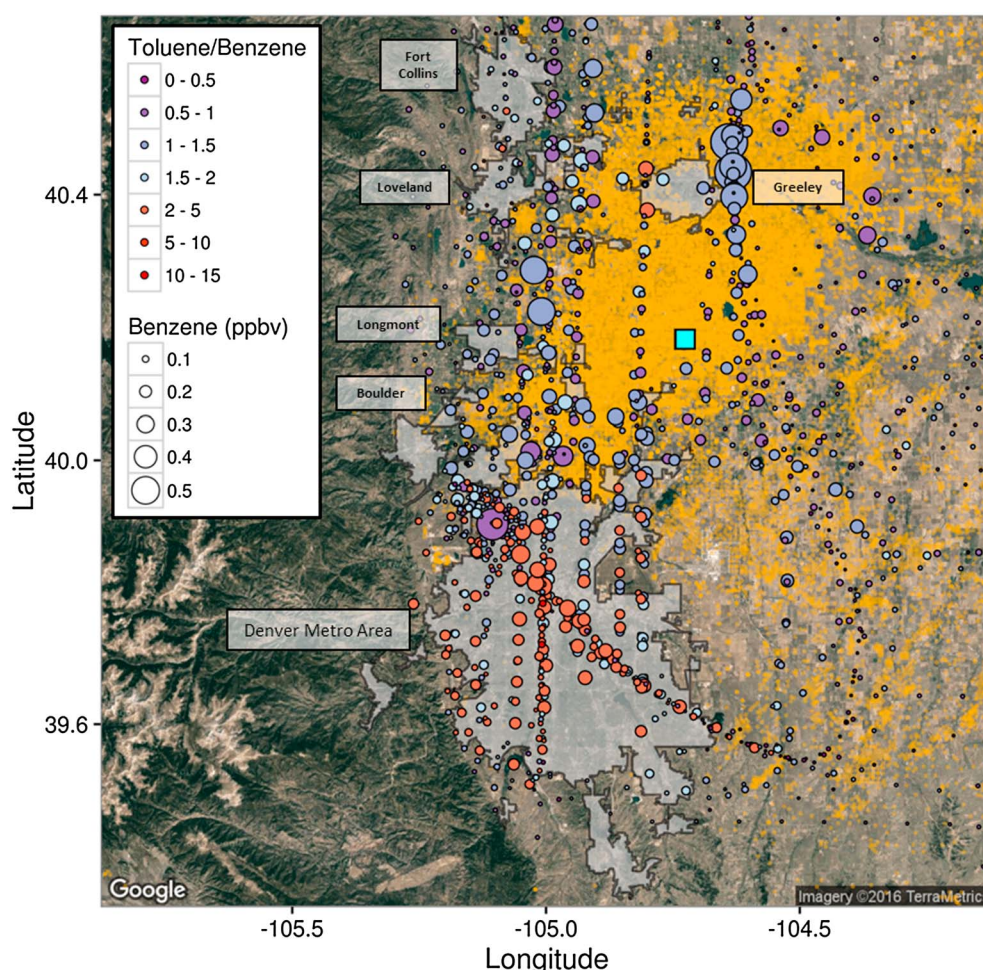 Toluene/Benzene
0 - 0.5
0.5 - 1
1 - 1.5
1.5 - 2
2 - 5
5 - 10
10 - 15
Benzene (ppbv)
0.1
0.2
0.3
0.4
0.5
Fort
Collins
Loveland
Greeley
Longmont
Boulder
Denver Metro Area
40.4
40.0
39.6
Latitude
Google
Imagery ©2016 TerraMetric
-105.5
-105.0
-104.5
Longitude